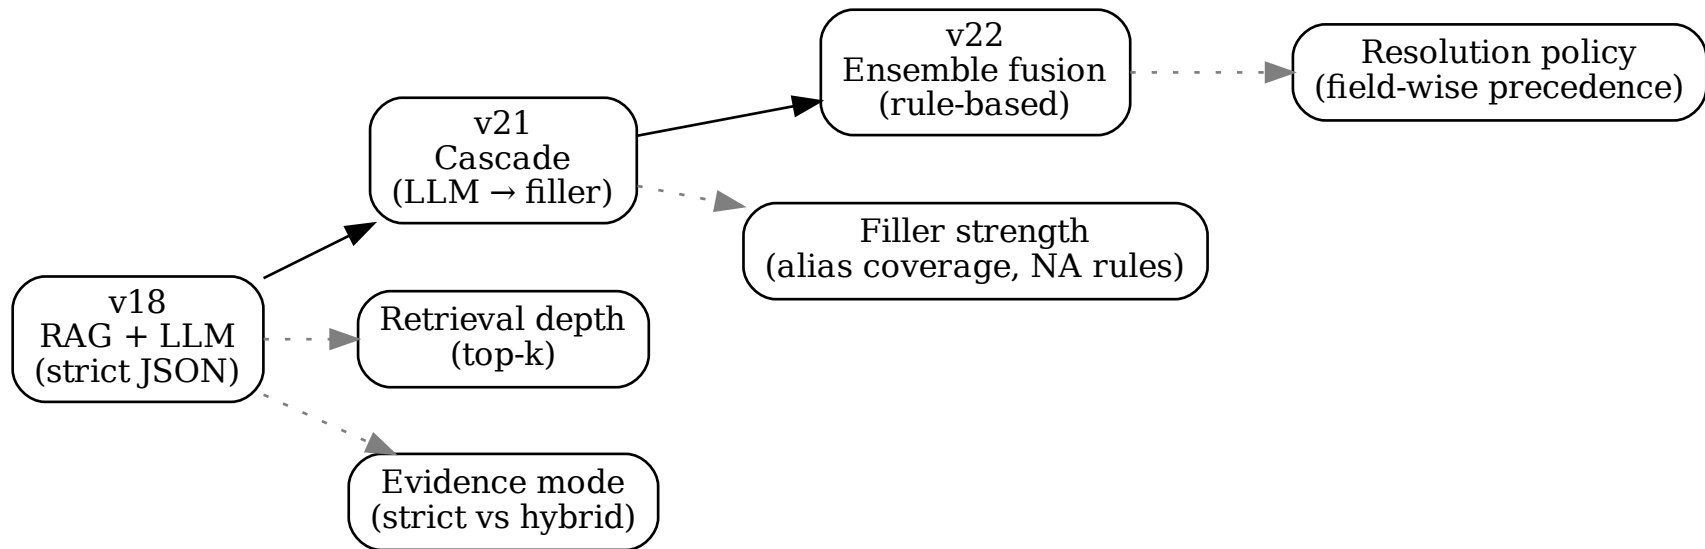 v22
Ensemble fusion
(rule-based)
Resolution policy
(field-wise precedence)
v21
Cascade
(LLM → filler)
Filler strength
(alias coverage, NA rules)
v18
RAG + LLM
(strict JSON)
Retrieval depth
(top-k)
Evidence mode
(strict vs hybrid)